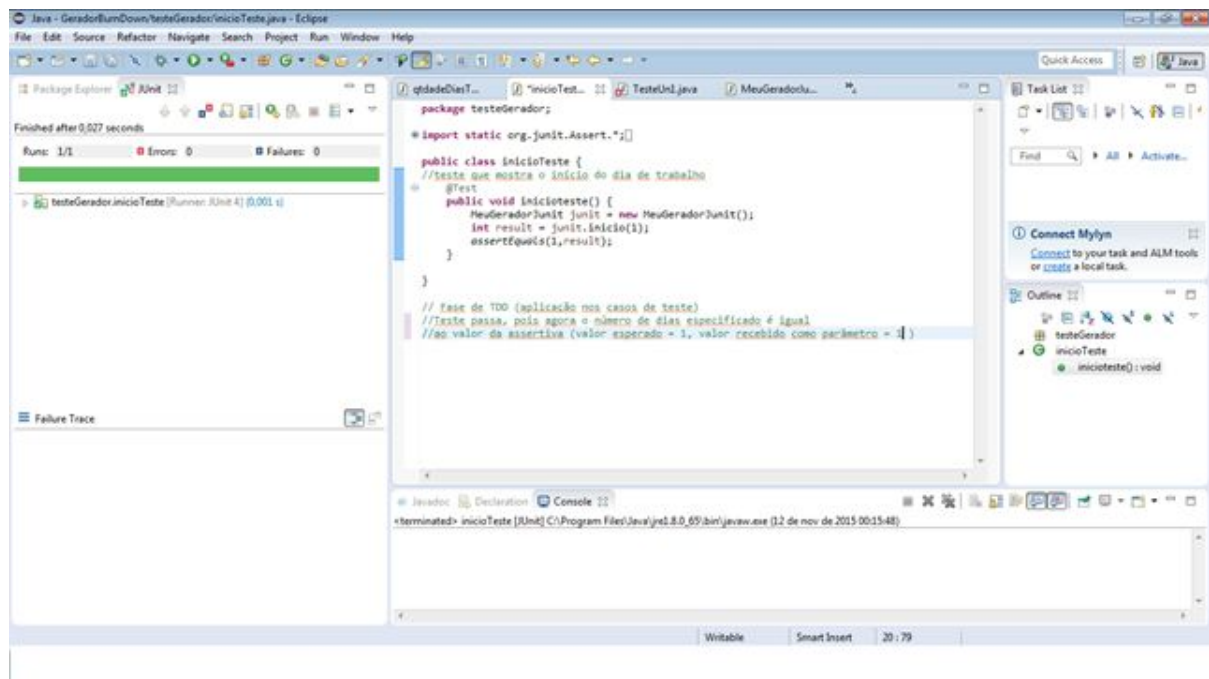 Java - GeradorBurnDown/testeGerador/inicioTeste.java - Eclipse
File Edit Source Refactor Navigate Search Project Run Window Help
Quick Access
Java
Package Explorer JUnit
Finished after 0,027 seconds
Runs: 1/1 Errors: 0 Failures: 0
testeGerador.inicioTeste [Runner: JUnit 4] (0,001 s)
Failure Trace
qtdadeDiasT... *inicioTest... TesteUni1.java MeuGeradorJu...
package testeGerador;
import static org.junit.Assert.*;
public class inicioTeste {
//teste que mostra o início do dia de trabalho
@Test
public void inicioteste() {
MeuGeradorJunit junit = new MeuGeradorJunit();
int result = junit.inicio(1);
assertEquals(1,result);
}
}
// fase de TDD (aplicação nos casos de teste)
//Teste passa, pois agora o número de dias especificado é igual
//ao valor da assertiva (valor esperado = 1, valor recebido como parâmetro = 1 )
Task List
Find All Activate...
Connect Mylyn
Connect to your task and ALM tools
or create a local task.
Outline
testeGerador
inicioTeste
inicioteste() : void
Javadoc Declaration Console
<terminated> inicioTeste [JUnit] C:\Program Files\Java\jre1.8.0_65\bin\javaw.exe (12 de nov de 2015 00:15:48)
Writable Smart Insert 20 : 79